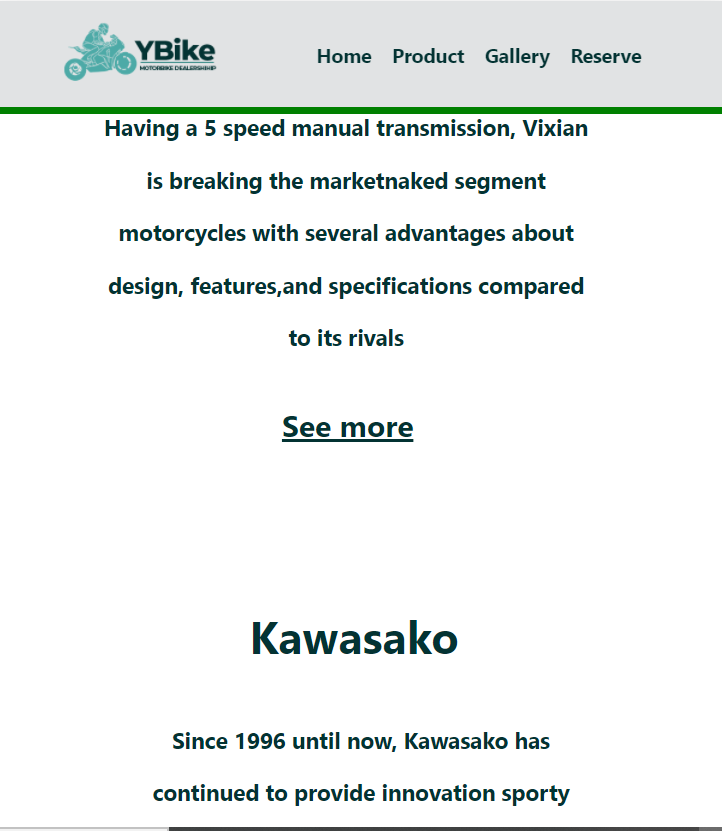 YBike
MOTORBIKE DEALERSHIHIP
Home Product Gallery Reserve
Having a 5 speed manual transmission, Vixian
is breaking the marketnaked segment
motorcycles with several advantages about
design, features,and specifications compared
to its rivals
See more
Kawasako
Since 1996 until now, Kawasako has
continued to provide innovation sporty